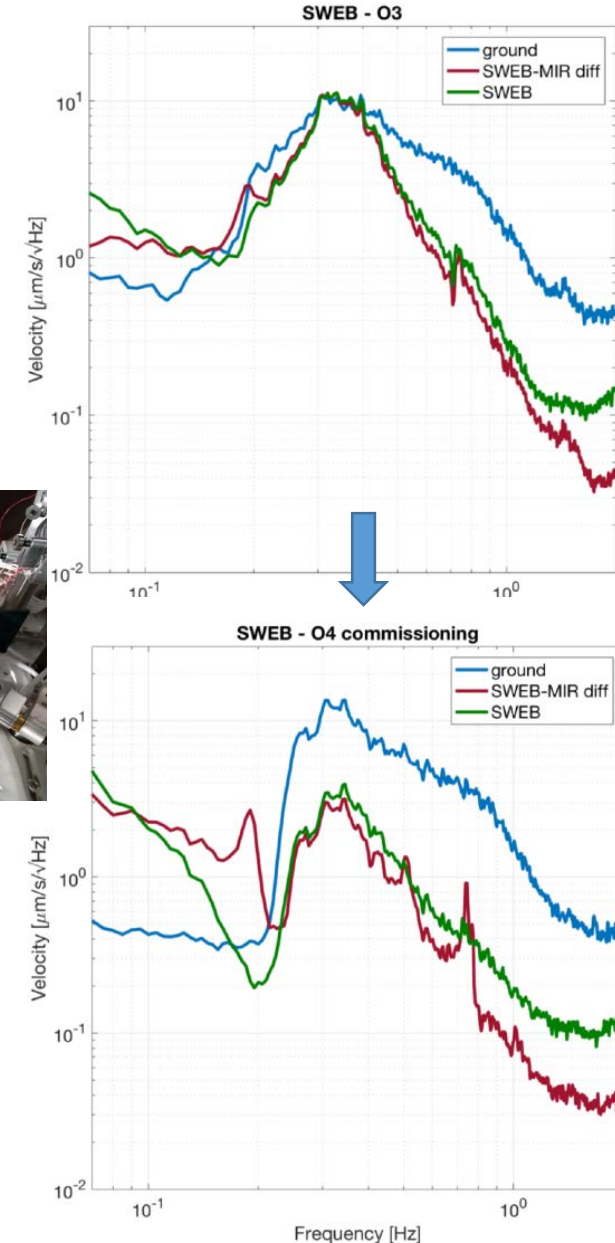 SWEB - O3
ground
SWEB-MIR diff
SWEB
10^1
10^0
10^-1
10^-2
Velocity [μm/s/√Hz]
10^-1
10^0
SWEB - O4 commissioning
ground
SWEB-MIR diff
SWEB
10^1
10^0
10^-1
10^-2
Velocity [μm/s/√Hz]
10^-1
10^0
Frequency [Hz]